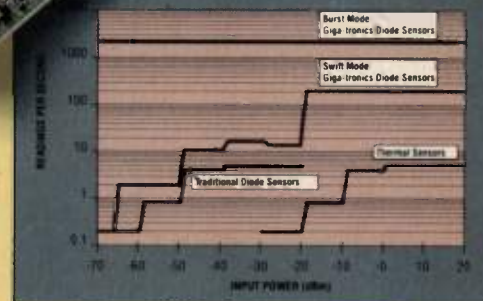 Burst Mode
Giga-tronics Diode Sensors
1000
Swift Mode
Giga-tronics Diode Sensors
100
READINGS PER SECOND
10
Thermal Sensors
Traditional Diode Sensors
1
0.1
-70 -60 -50 -40 -30 -20 -10 -0 10 20
INPUT POWER (dBm)